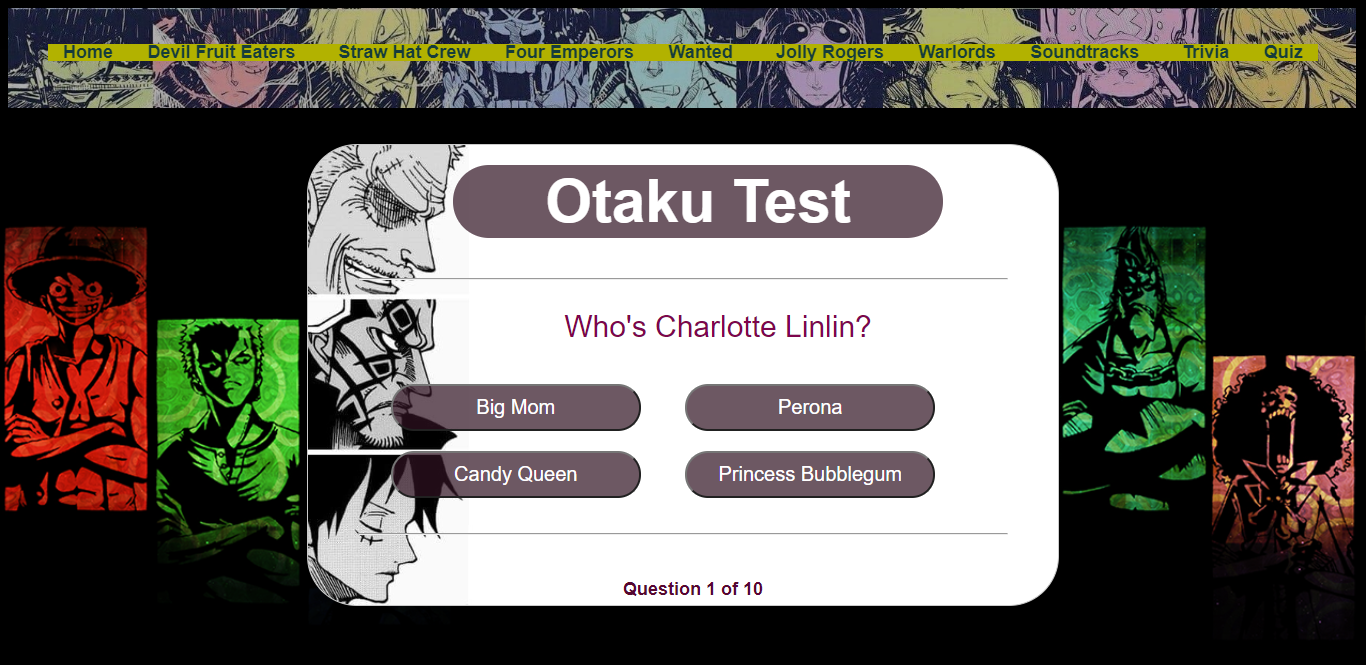 Home Devil Fruit Eaters Straw Hat Crew Four Emperors Wanted Jolly Rogers Warlords Soundtracks Trivia Quiz
Otaku Test
Who's Charlotte Linlin?
Big Mom Perona
Candy Queen Princess Bubblegum
Question 1 of 10